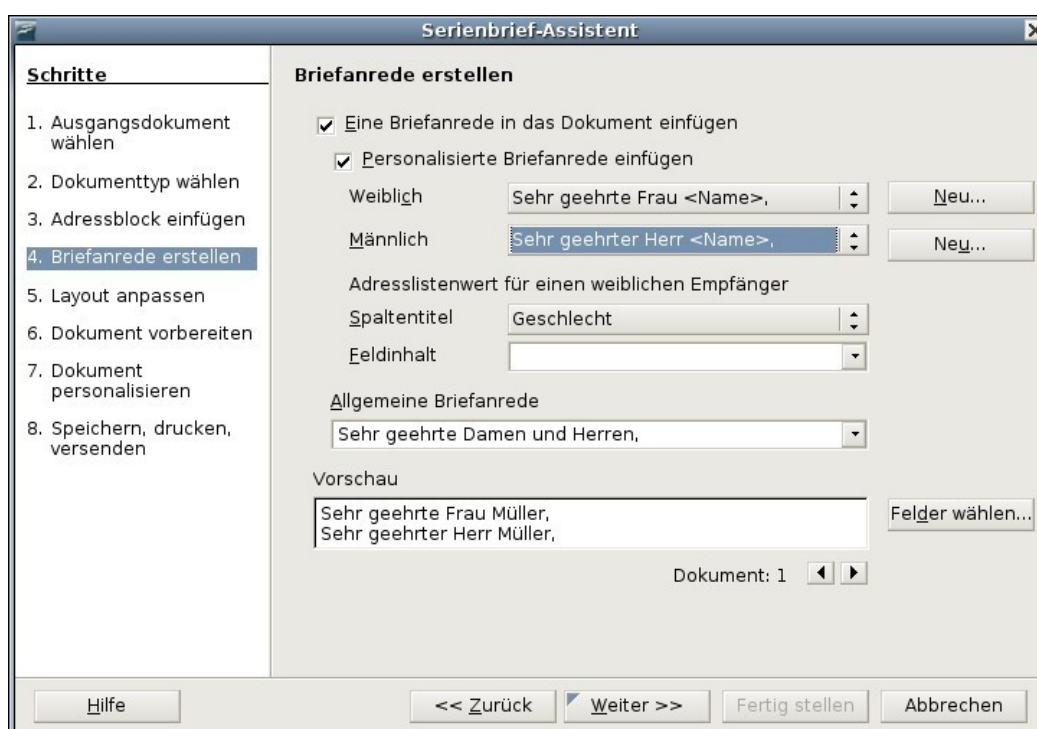 Serienbrief-Assistent
Schritte
1. Ausgangsdokument
wählen
2. Dokumenttyp wählen
3. Adressblock einfügen
4. Briefanrede erstellen
5. Layout anpassen
6. Dokument vorbereiten
7. Dokument
personalisieren
8. Speichern, drucken,
versenden
Briefanrede erstellen
Eine Briefanrede in das Dokument einfügen
Personalisierte Briefanrede einfügen
Weiblich
Sehr geehrte Frau <Name>,
Neu...
Männlich
Sehr geehrter Herr <Name>,
Neu...
Adresslistenwert für einen weiblichen Empfänger
Spaltentitel
Geschlecht
Feldinhalt
Allgemeine Briefanrede
Sehr geehrte Damen und Herren,
Vorschau
Sehr geehrte Frau Müller,
Sehr geehrter Herr Müller,
Felder wählen...
Dokument: 1
Hilfe
<< Zurück
Weiter >>
Fertig stellen
Abbrechen